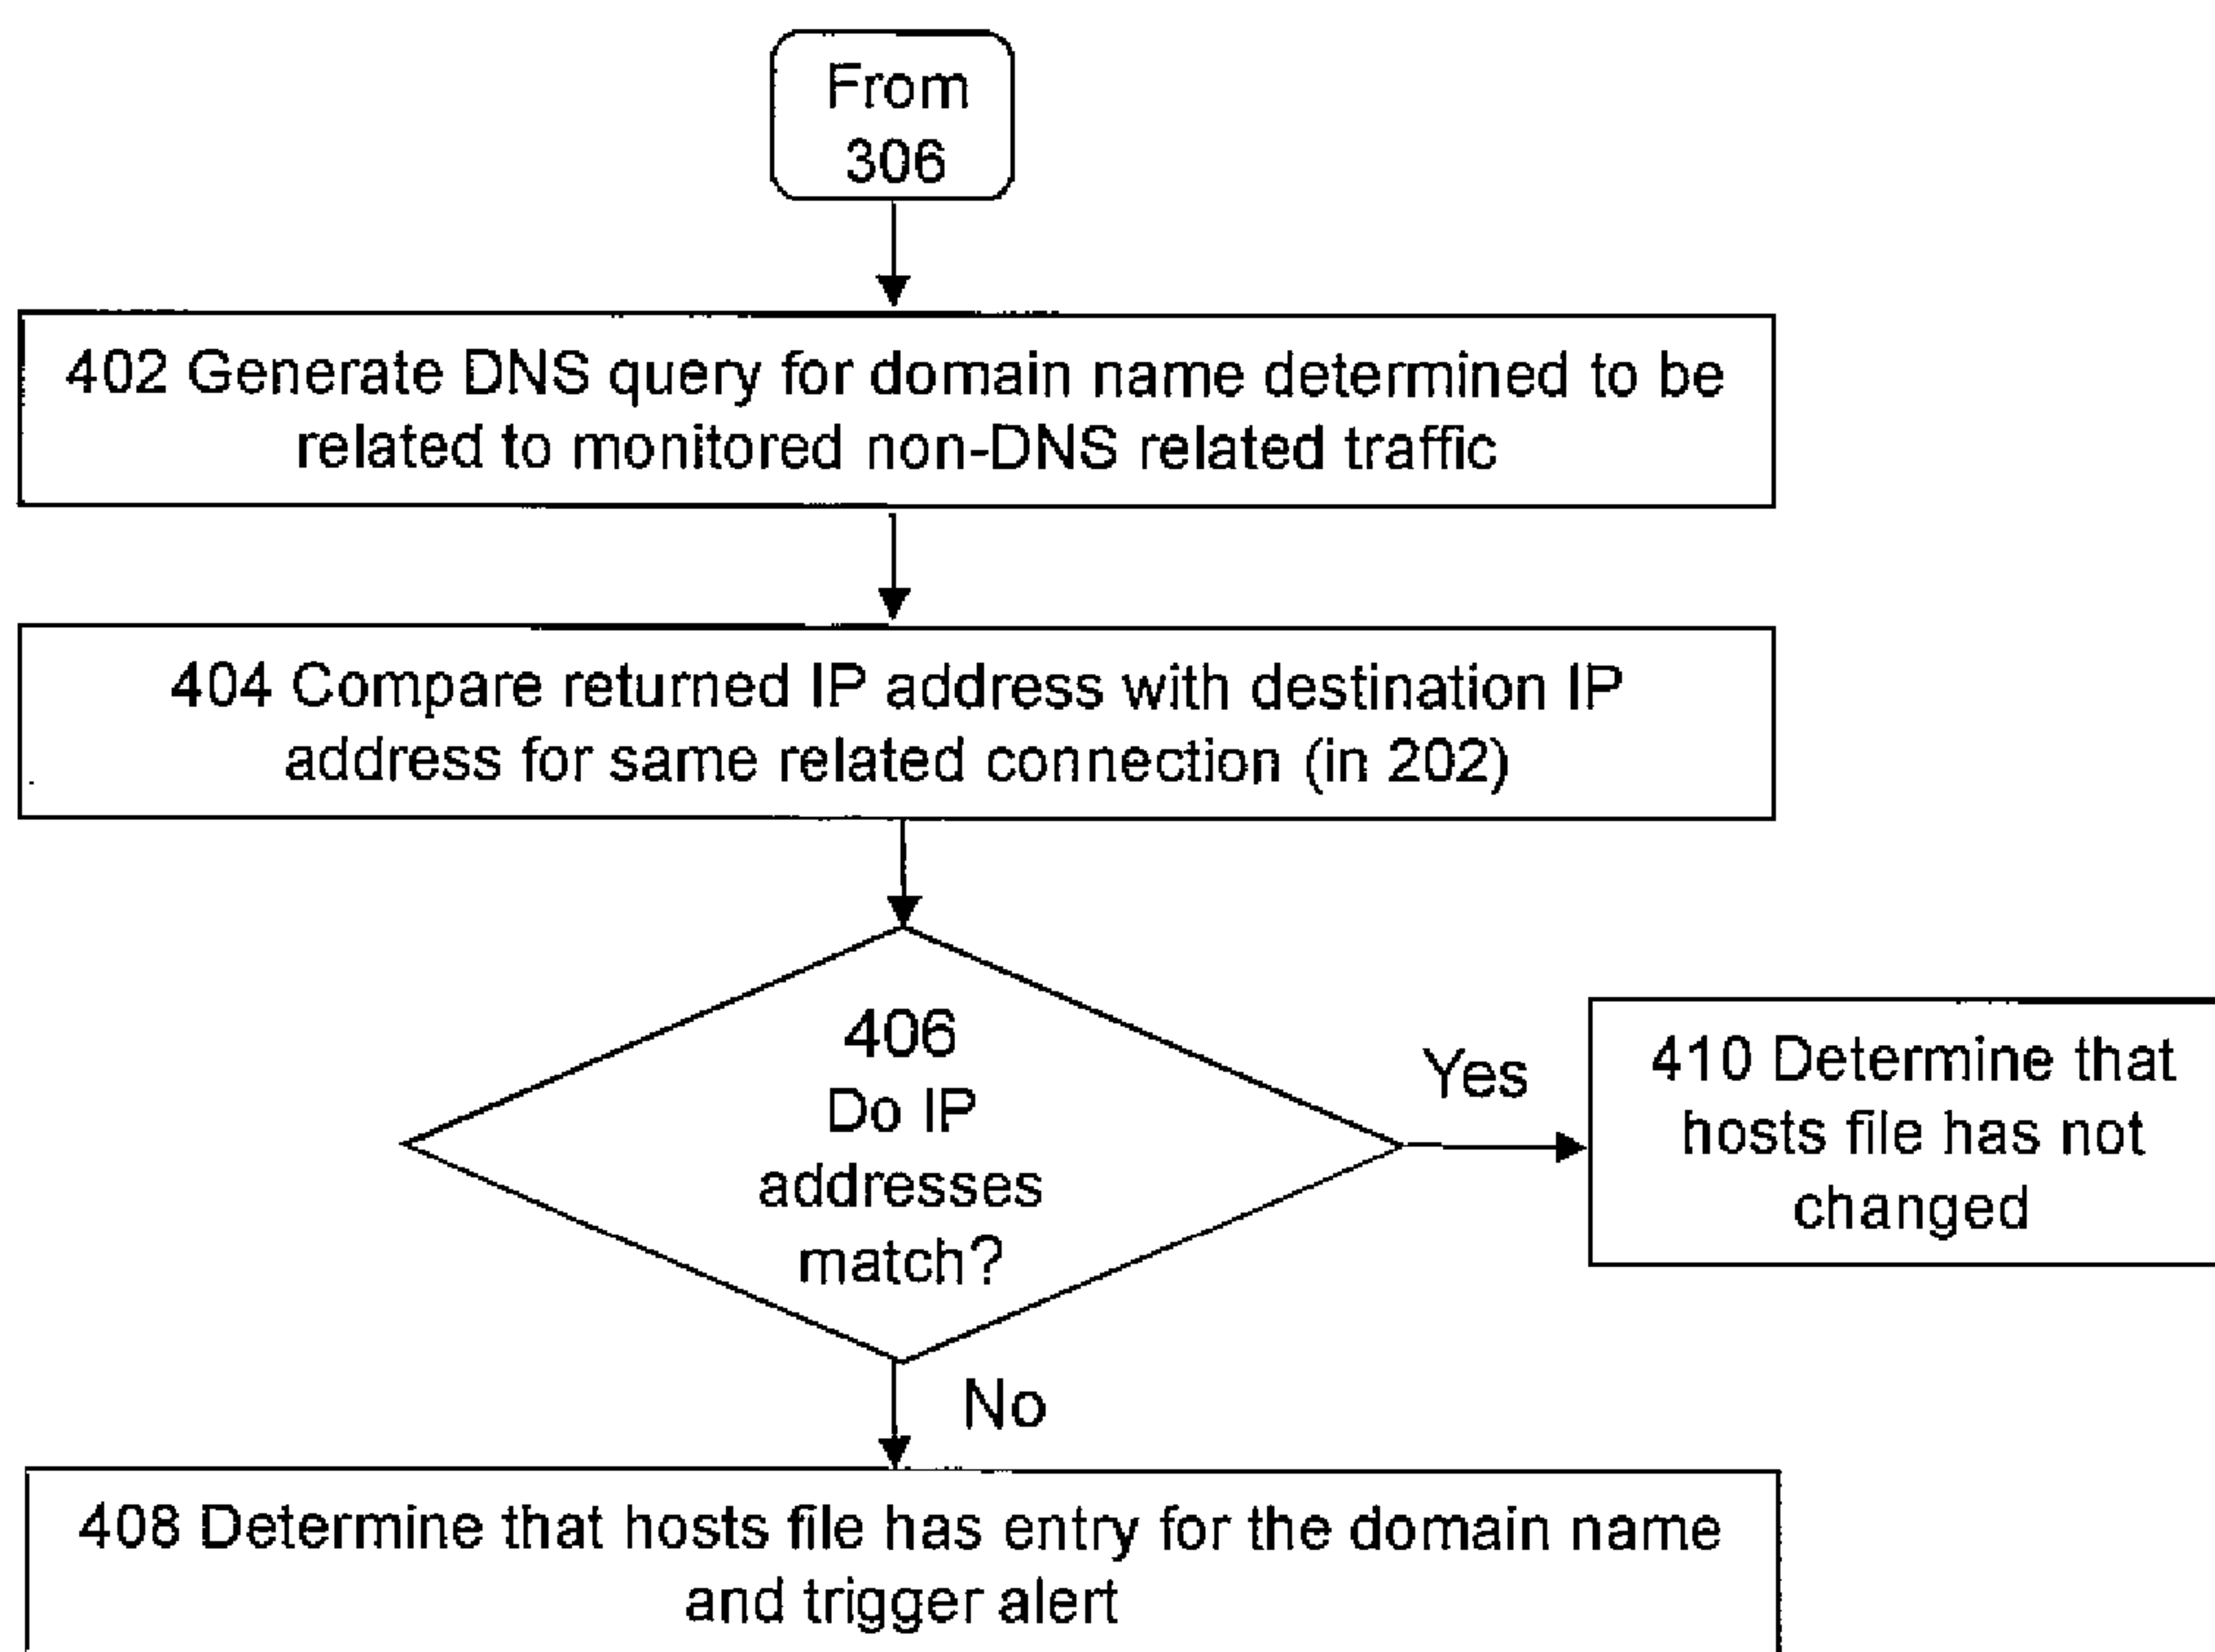 From
306
402 Generate DNS query for domain name determined to be
related to monitored non-DNS related traffic
404 Compare returned IP address with destination IP
address for same related connection (in 202)
406
Do IP
addresses
match?
Yes
410 Determine that
hosts file has not
changed
No
408 Determine that hosts file has entry for the domain name
and trigger alert